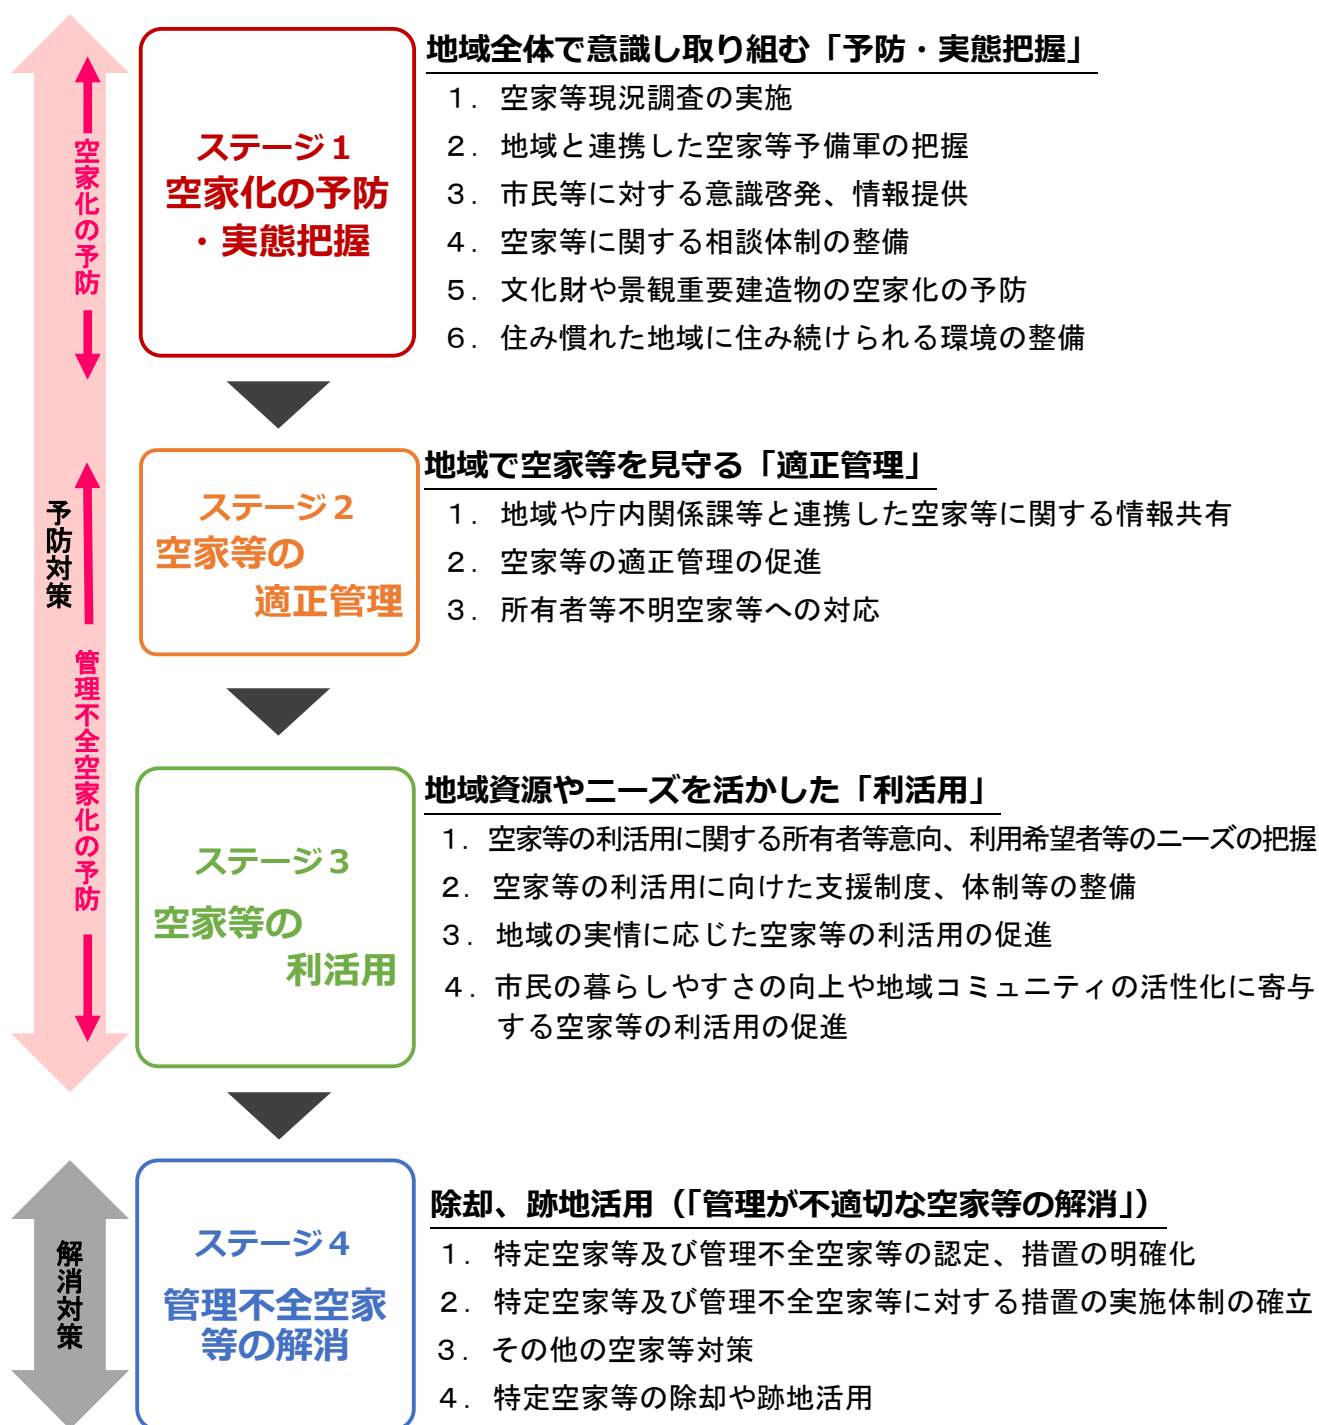 空家化の予防
予防対策
管理不全空家化の予防
解消対策
ステージ1
空家化の予防
・実態把握
地域全体で意識し取り組む「予防・実態把握」
１．空家等現況調査の実施
２．地域と連携した空家等予備軍の把握
３．市民等に対する意識啓発、情報提供
４．空家等に関する相談体制の整備
５．文化財や景観重要建造物の空家化の予防
６．住み慣れた地域に住み続けられる環境の整備
ステージ2
空家等の
適正管理
地域で空家等を見守る「適正管理」
１．地域や庁内関係課等と連携した空家等に関する情報共有
２．空家等の適正管理の促進
３．所有者等不明空家等への対応
ステージ3
空家等の
利活用
地域資源やニーズを活かした「利活用」
１．空家等の利活用に関する所有者等意向、利用希望者等のニーズの把握
２．空家等の利活用に向けた支援制度、体制等の整備
３．地域の実情に応じた空家等の利活用の促進
４．市民の暮らしやすさの向上や地域コミュニティの活性化に寄与
する空家等の利活用の促進
ステージ4
管理不全空家
等の解消
除却、跡地活用（「管理が不適切な空家等の解消」）
１．特定空家等及び管理不全空家等の認定、措置の明確化
２．特定空家等及び管理不全空家等に対する措置の実施体制の確立
３．その他の空家等対策
４．特定空家等の除却や跡地活用